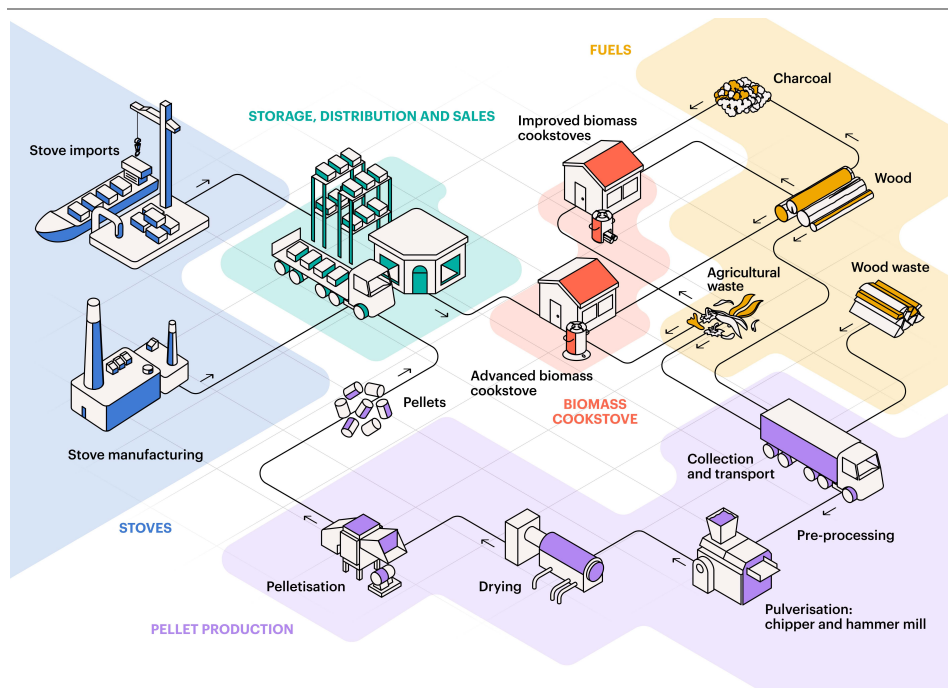 FUELS
Charcoal
STORAGE, DISTRIBUTION AND SALES
Improved biomass
cookstoves
Stove imports
Wood
Agricultural
waste
Wood waste
Advanced biomass
cookstove
BIOMASS
COOKSTOVE
Pellets
Stove manufacturing
Collection
and transport
STOVES
Pre-processing
Pelletisation
Drying
Pulverisation:
chipper and hammer mill
PELLET PRODUCTION